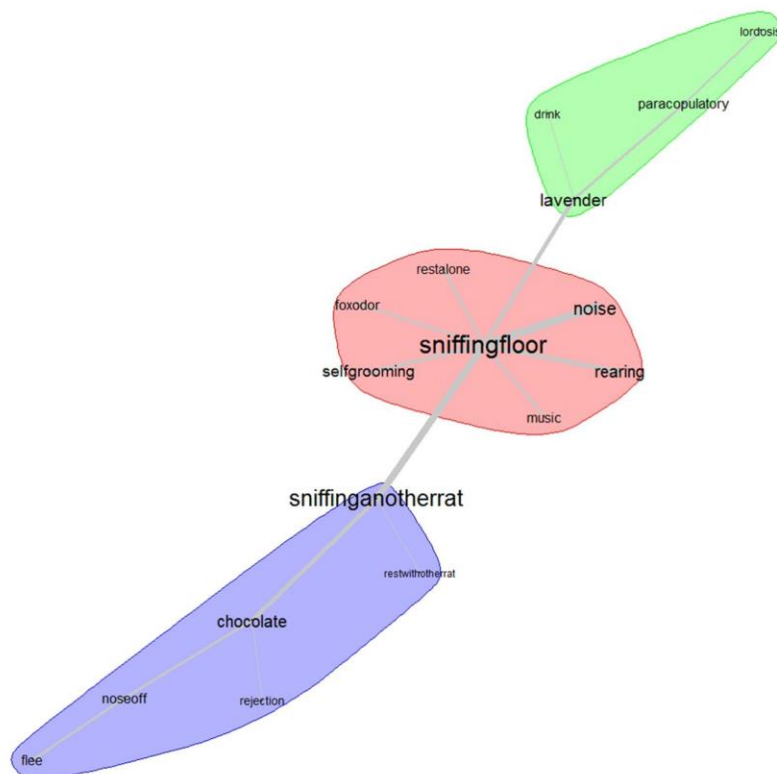 lordosis
paracopulatory
drink
lavender
restalone
foxodor
noise
sniffingfloor
selfgrooming
rearing
music
sniffinganotherrat
restwithotherrat
chocolate
noseoff
rejection
flee